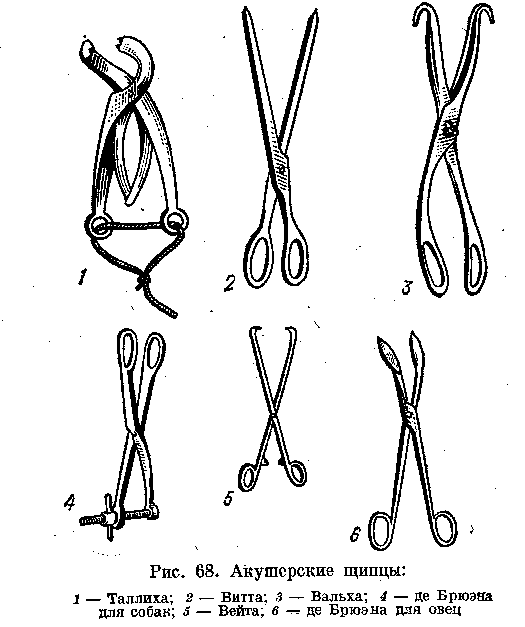 1
2
3
4
5
6
Рис. 68. Акушерские щипцы:
1 — Таллиха; 2 — Витта; 3 — Вальха; 4 — де Брюэна
для собак; 5 — Вейта; 6 — де Брюэна для овец